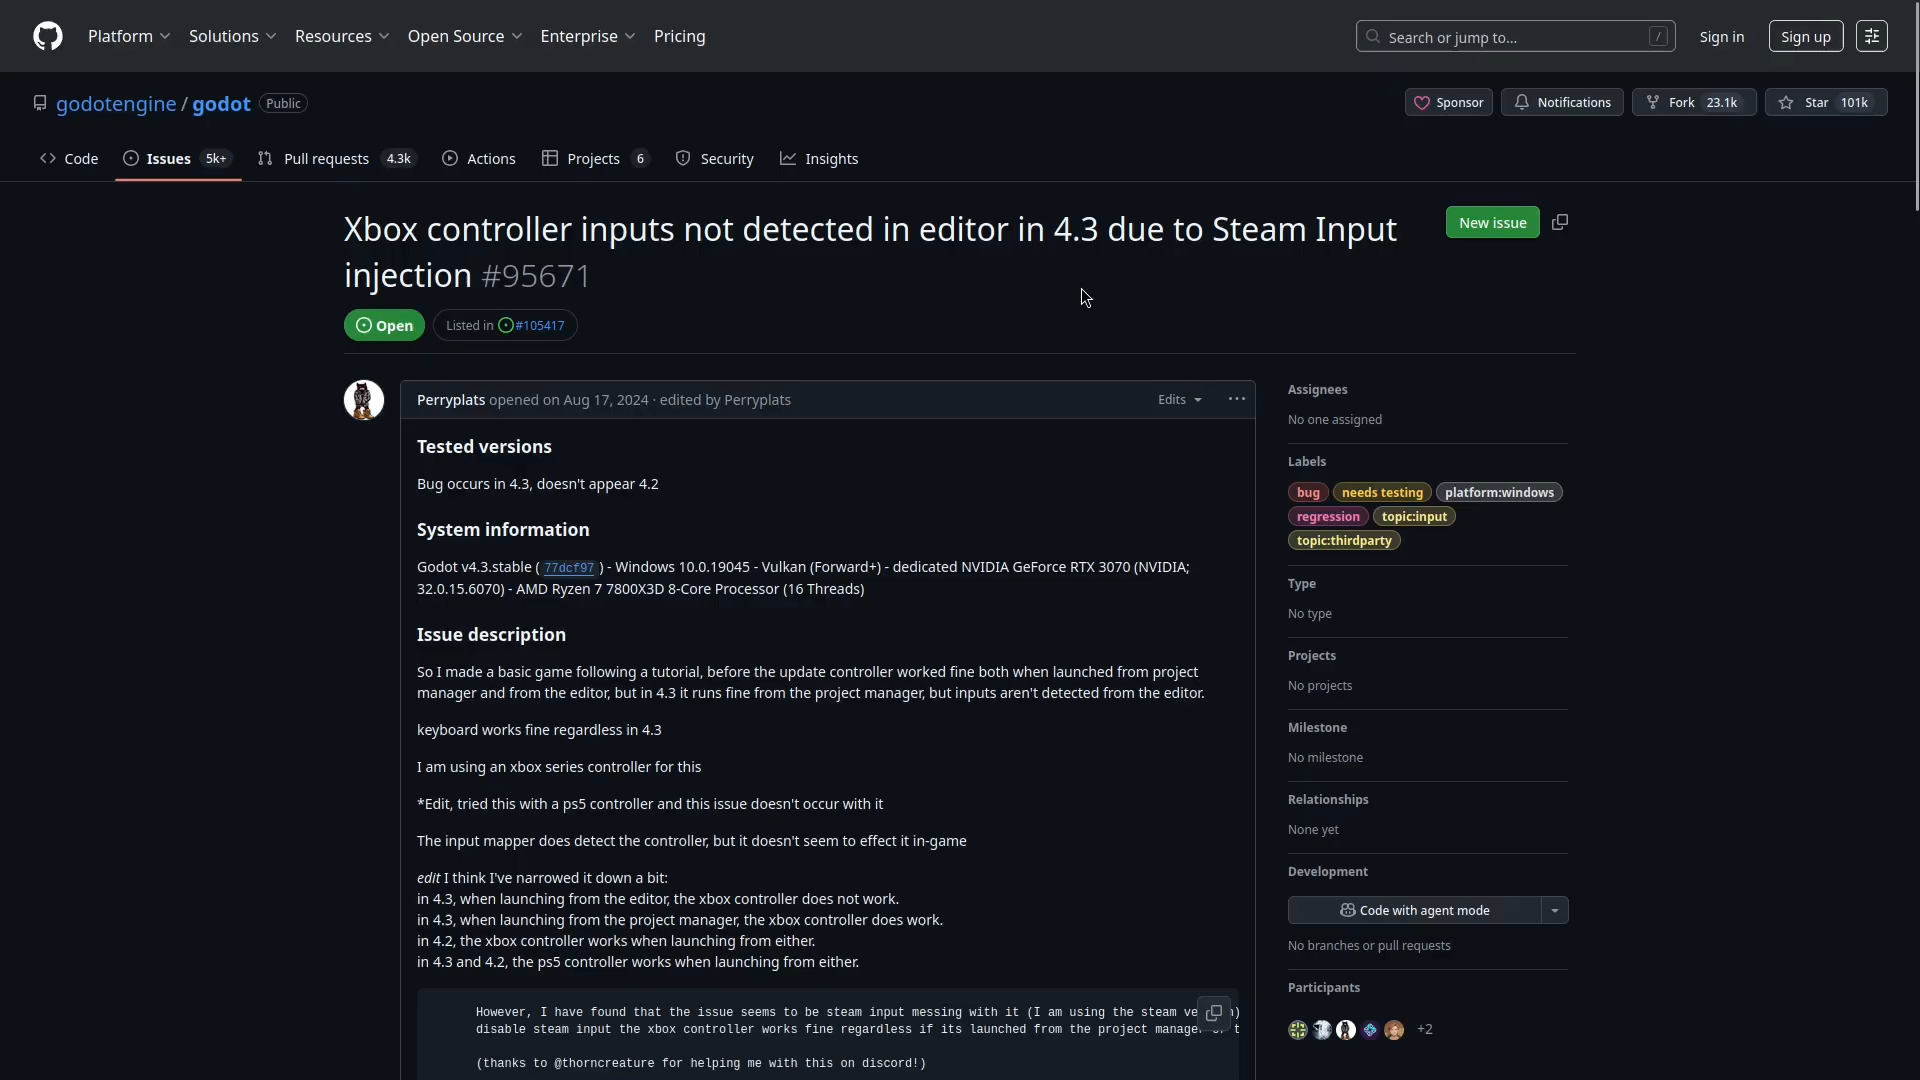 Platform Solutions Resources Open Source Enterprise Pricing Search or jump to... / Sign in Sign up
godotengine / godot Public Sponsor Notifications Fork 23.1k Star 101k
Code Issues 5k+ Pull requests 4.3k Actions Projects 6 Security Insights
Xbox controller inputs not detected in editor in 4.3 due to Steam Input
injection #95671
New issue
Open Listed in #105417
Perryplats opened on Aug 17, 2024 · edited by Perryplats Edits
Tested versions
Bug occurs in 4.3, doesn't appear 4.2
System information
Godot v4.3.stable ( 77dcf97 ) - Windows 10.0.19045 - Vulkan (Forward+) - dedicated NVIDIA GeForce RTX 3070 (NVIDIA;
32.0.15.6070) - AMD Ryzen 7 7800X3D 8-Core Processor (16 Threads)
Issue description
So I made a basic game following a tutorial, before the update controller worked fine both when launched from project
manager and from the editor, but in 4.3 it runs fine from the project manager, but inputs aren't detected from the editor.
keyboard works fine regardless in 4.3
I am using an xbox series controller for this
*Edit, tried this with a ps5 controller and this issue doesn't occur with it
The input mapper does detect the controller, but it doesn't seem to effect it in-game
edit I think I've narrowed it down a bit:
in 4.3, when launching from the editor, the xbox controller does not work.
in 4.3, when launching from the project manager, the xbox controller does work.
in 4.2, the xbox controller works when launching from either.
in 4.3 and 4.2, the ps5 controller works when launching from either.
However, I have found that the issue seems to be steam input messing with it (I am using the steam
disable steam input the xbox controller works fine regardless if its launched from the project
(thanks to @thorncreature for helping me with this on discord!)
Assignees
No one assigned
Labels
bug needs testing platform:windows
regression topic:input
topic:thirdparty
Type
No type
Projects
No projects
Milestone
No milestone
Relationships
None yet
Development
Code with agent mode
No branches or pull requests
Participants
+2